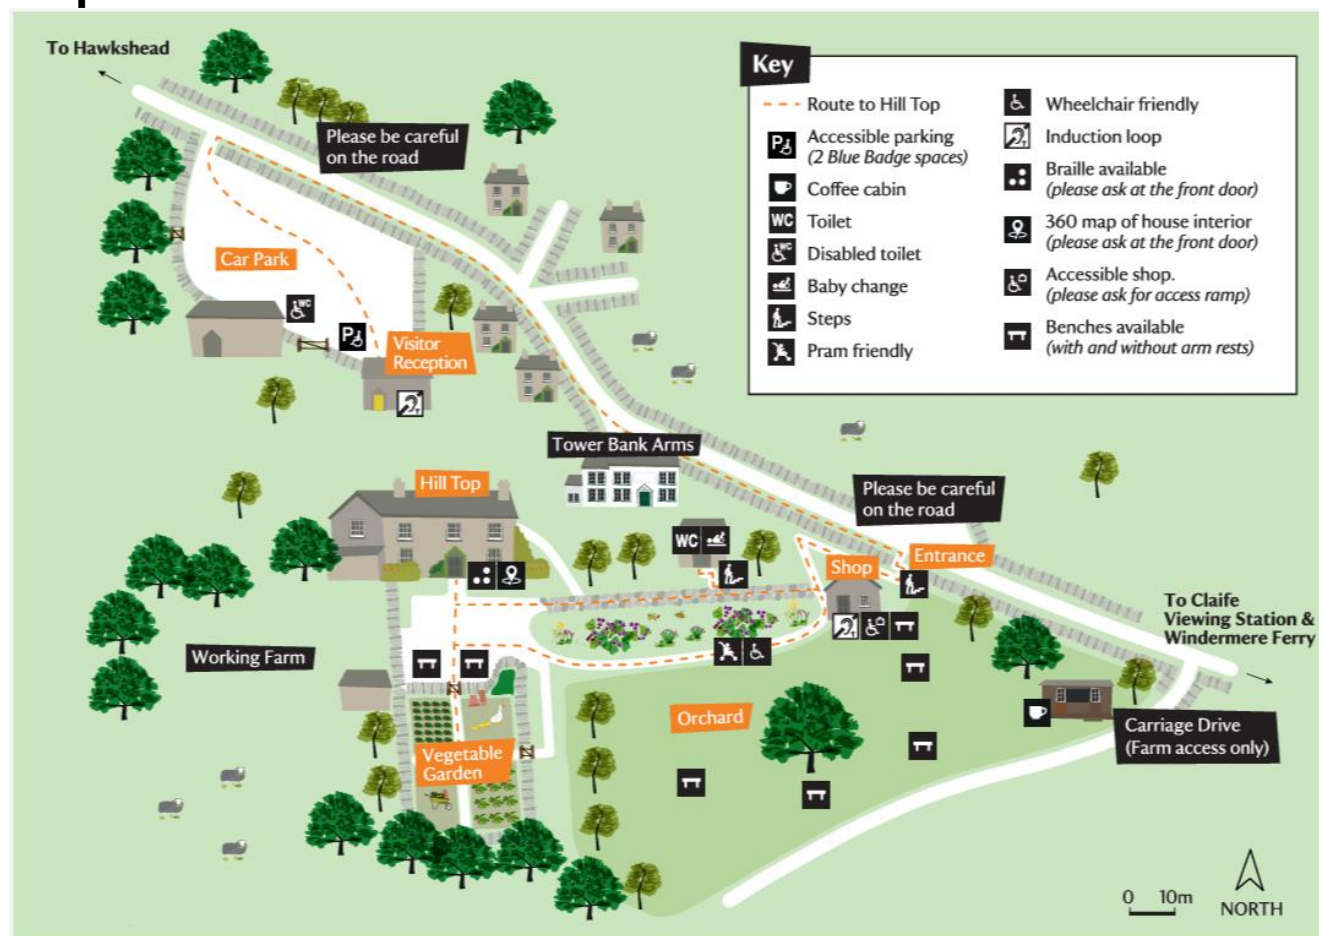 To Hawkshead
Please be careful
on the road
Car Park
WC
P
Visitor
Reception
Tower Bank Arms
Hill Top
WC
Please be careful
on the road
Entrance
Shop
To Claife
Viewing Station &
Windermere Ferry
Working Farm
Orchard
Carriage Drive
(Farm access only)
Vegetable
Garden
0 10m
NORTH
Key
Route to Hill Top
P
Accessible parking
(2 Blue Badge spaces)
Coffee cabin
WC
Toilet
WC
Disabled toilet
Baby change
Steps
Pram friendly
Wheelchair friendly
T
Induction loop
Braille available
(please ask at the front door)
360 map of house interior
(please ask at the front door)
Accessible shop.
(please ask for access ramp)
Benches available
(with and without arm rests)